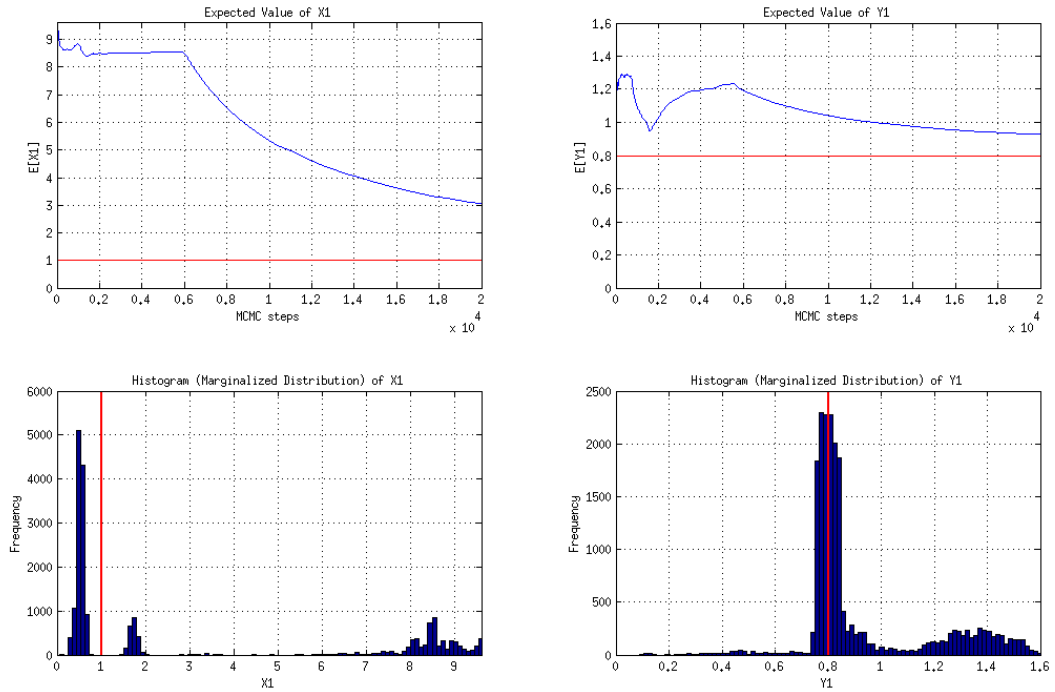 Expected Value of X1
9
8
7
6
5
4
3
2
1
0
E[X1]
0 0.2 0.4 0.6 0.8 1 1.2 1.4 1.6 1.8 2
MCMC steps
x 10 4
Expected Value of Y1
1.6
1.4
1.2
1
0.8
0.6
0.4
0.2
0
E[Y1]
0 0.2 0.4 0.6 0.8 1 1.2 1.4 1.6 1.8 2
MCMC steps
x 10 4
Histogram (Marginalized Distribution) of X1
6000
5000
4000
3000
2000
1000
0
Frequency
0 1 2 3 4 5 6 7 8 9
X1
Histogram (Marginalized Distribution) of Y1
2500
2000
1500
1000
500
0
Frequency
0 0.2 0.4 0.6 0.8 1 1.2 1.4 1.6
Y1